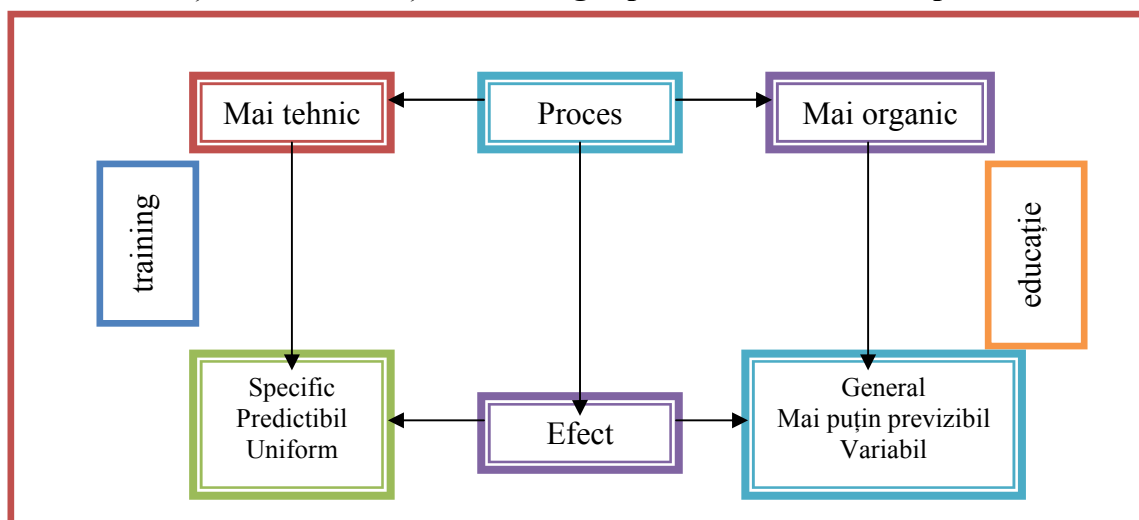 Mai tehnic
Proces
Mai organic
training
educație
Specific
Predictibil
Uniform
Efect
General
Mai puțin previzibil
Variabil